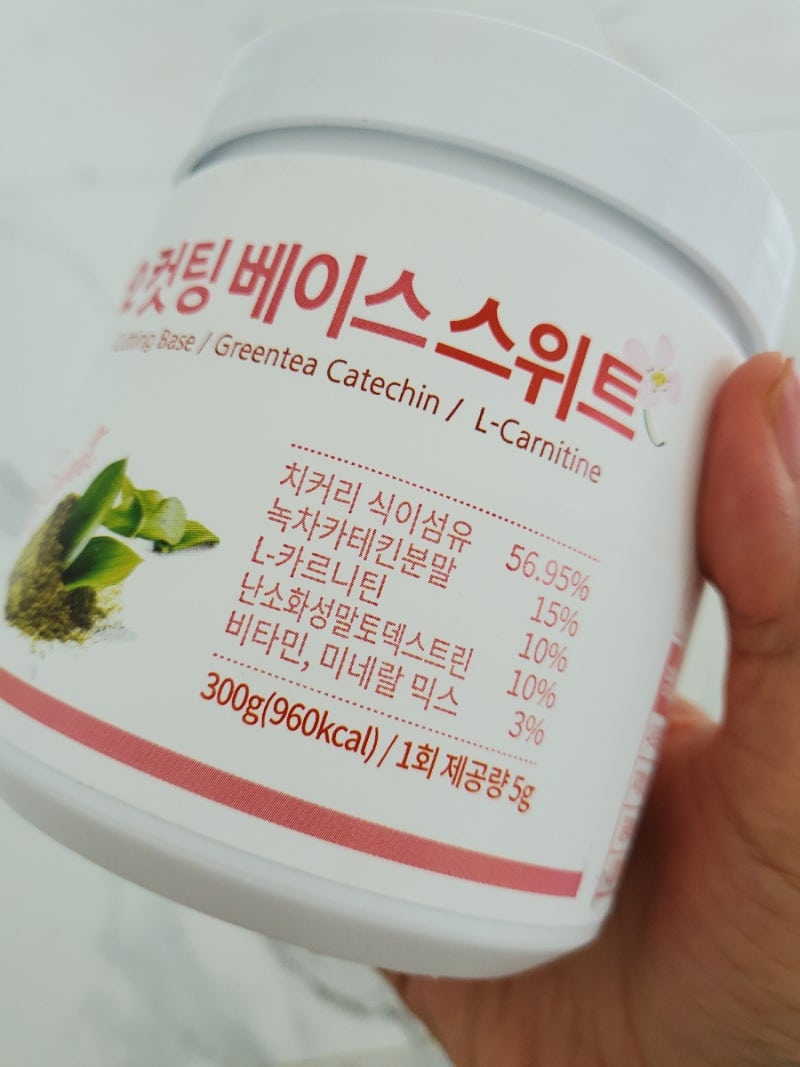 컷팅 베이스 스위트
Cutting Base / Greentea Catechin / L-Carnitine
치커리 식이섬유 56.95%
녹차카테킨분말 15%
L-카르니틴 10%
난소화성말토덱스트린 10%
비타민, 미네랄 믹스 3%
300g(960kcal) / 1회 제공량 5g